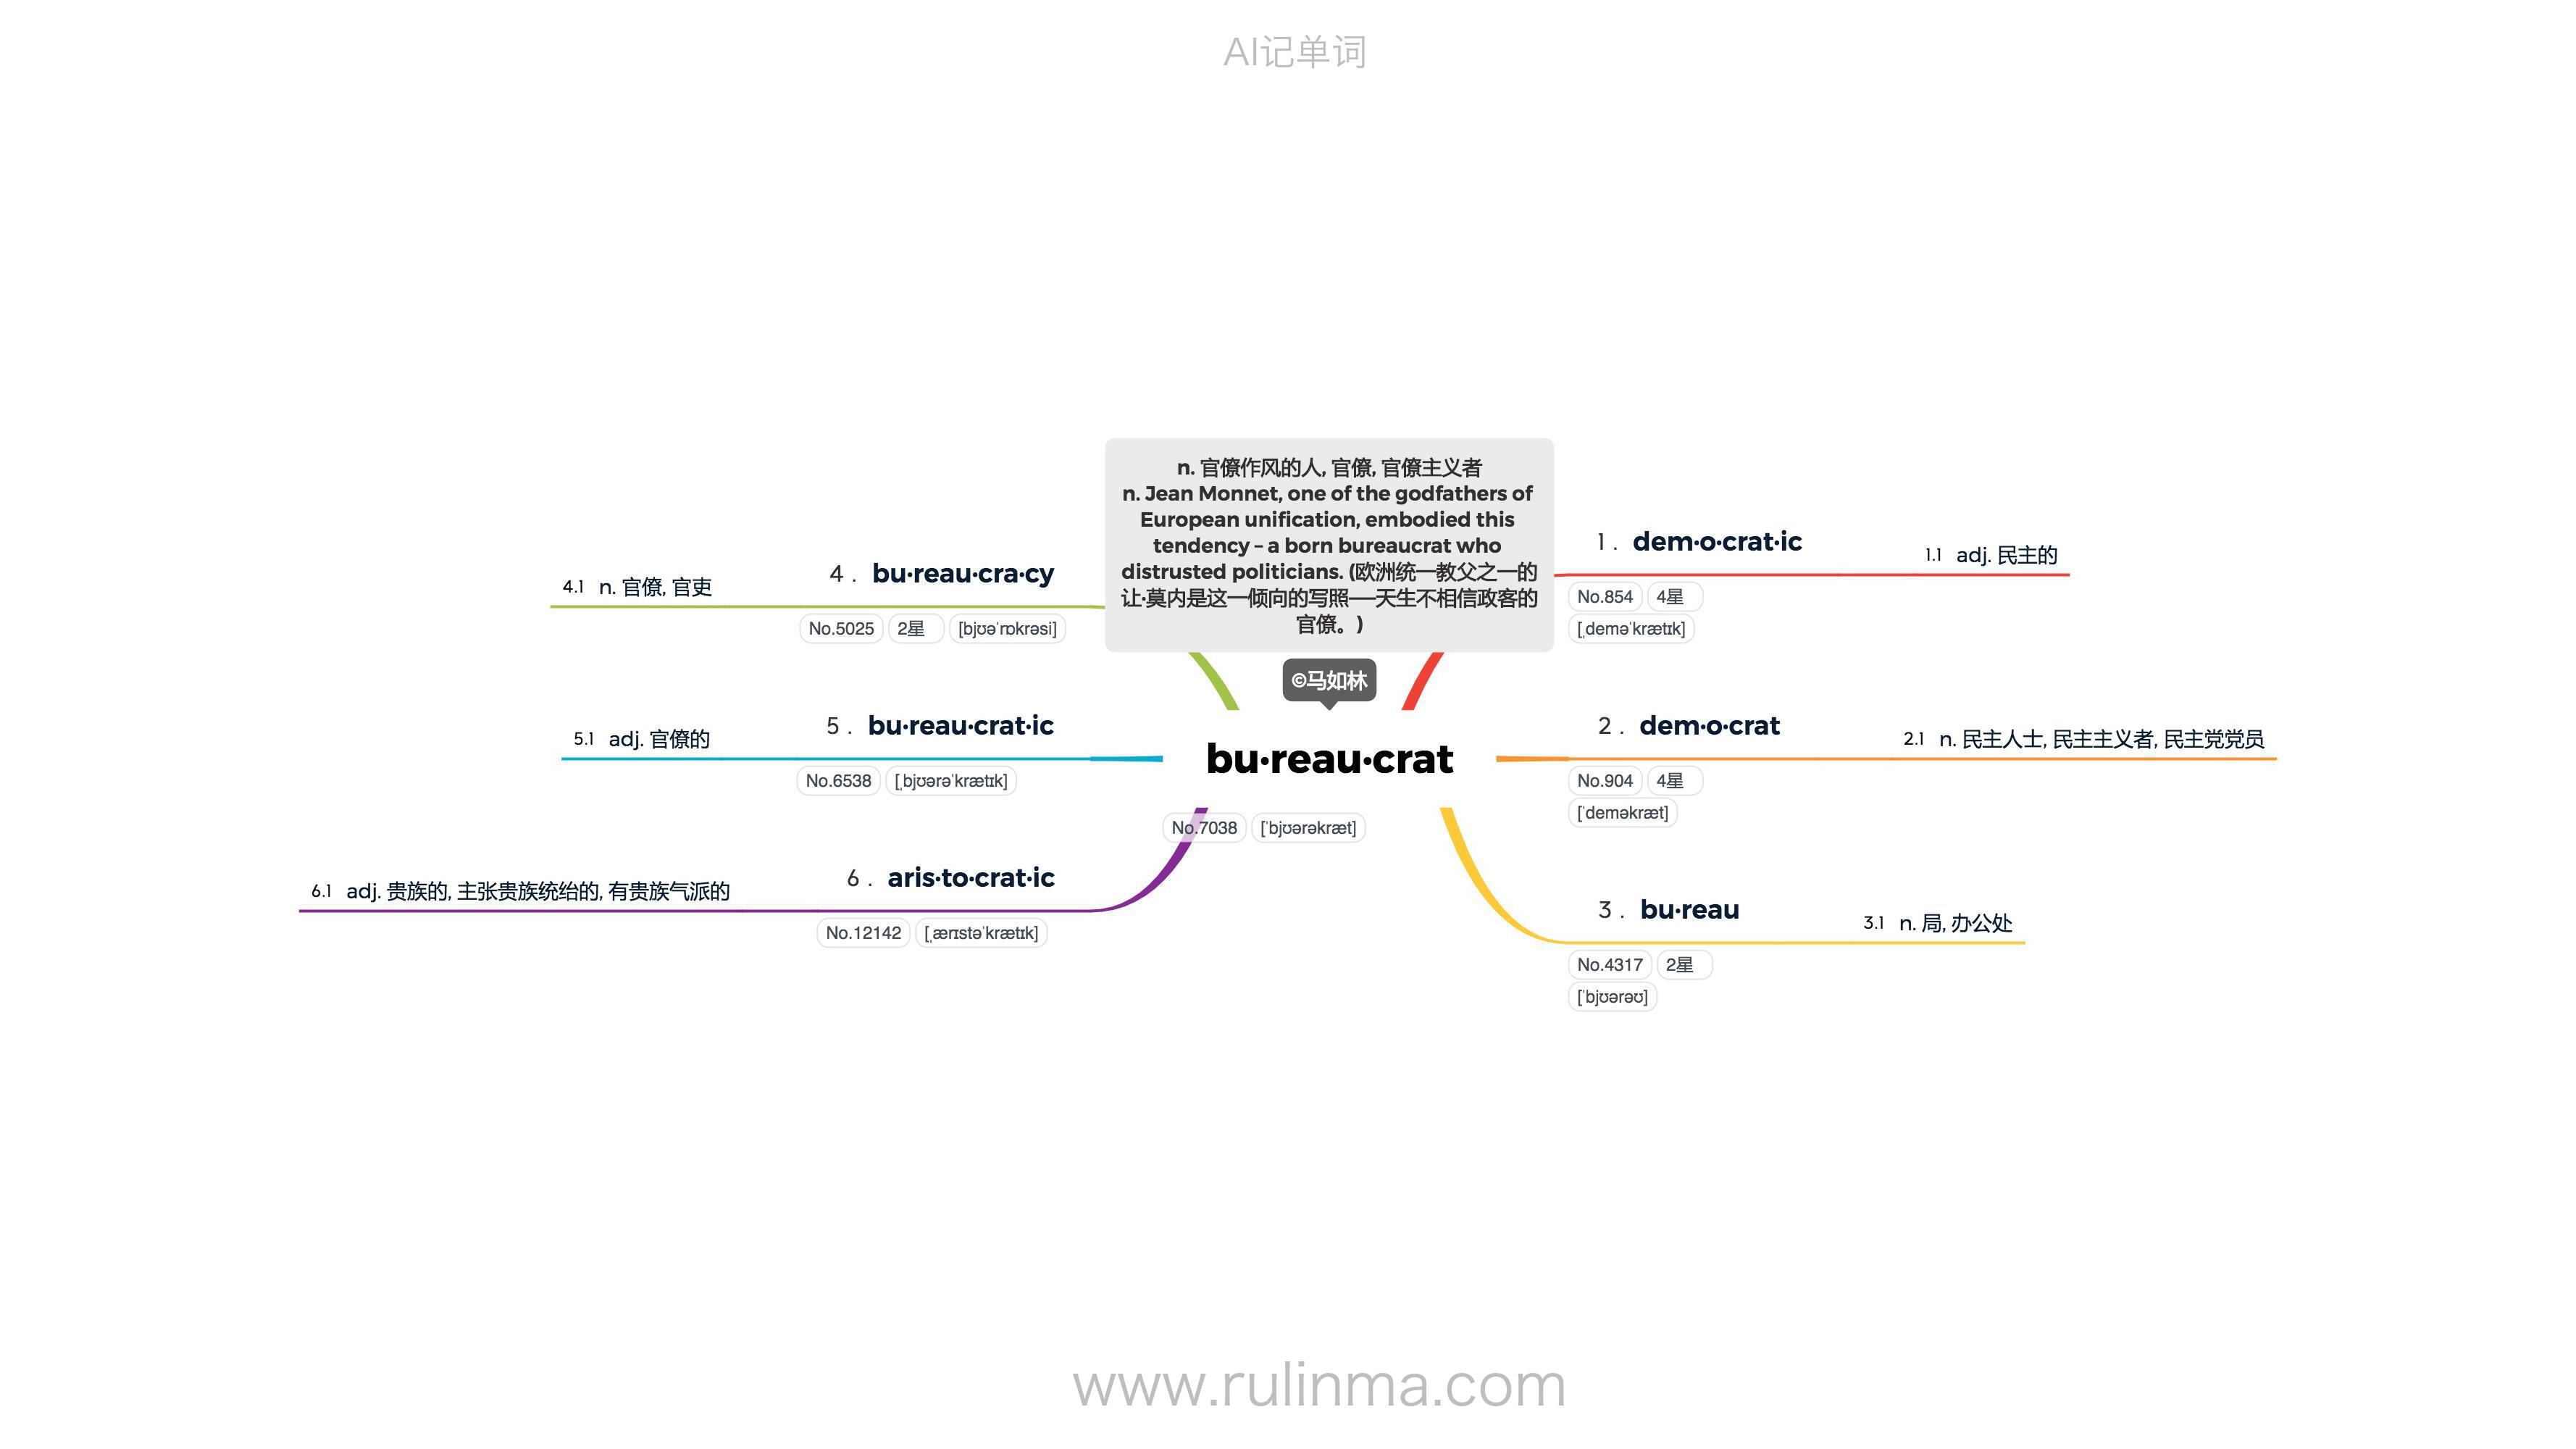 AI记单词
n. 官僚作风的人, 官僚, 官僚主义者
n. Jean Monnet, one of the godfathers of
European unification, embodied this
tendency – a born bureaucrat who
distrusted politicians. (欧洲统一教父之一的
让·莫内是这一倾向的写照——天生不相信政客的
官僚。)
©马如林
bu·reau·crat
No.7038 [ˈbjʊərəkræt]
1 . dem·o·crat·ic
No.854 4星
[ˌdeməˈkrætɪk]
1.1 adj. 民主的
2 . dem·o·crat
No.904 4星
[ˈdeməkræt]
2.1 n. 民主人士, 民主主义者, 民主党党员
3 . bu·reau
No.4317 2星
[ˈbjʊərəʊ]
3.1 n. 局, 办公处
4 . bu·reau·cra·cy
No.5025 2星 [bjʊəˈrɒkrəsi]
4.1 n. 官僚, 官吏
5 . bu·reau·crat·ic
No.6538 [ˌbjʊərəˈkrætɪk]
5.1 adj. 官僚的
6 . aris·to·crat·ic
No.12142 [ˌærɪstəˈkrætɪk]
6.1 adj. 贵族的, 主张贵族统绐的, 有贵族气派的
www.rulinma.com